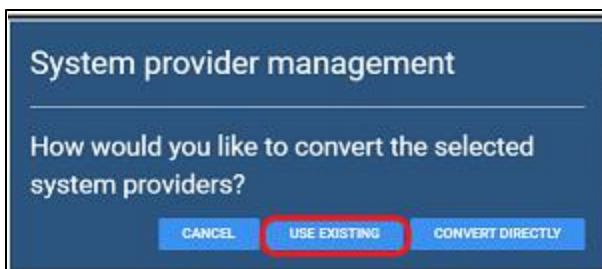 System provider management
How would you like to convert the selected
system providers?
CANCEL USE EXISTING CONVERT DIRECTLY